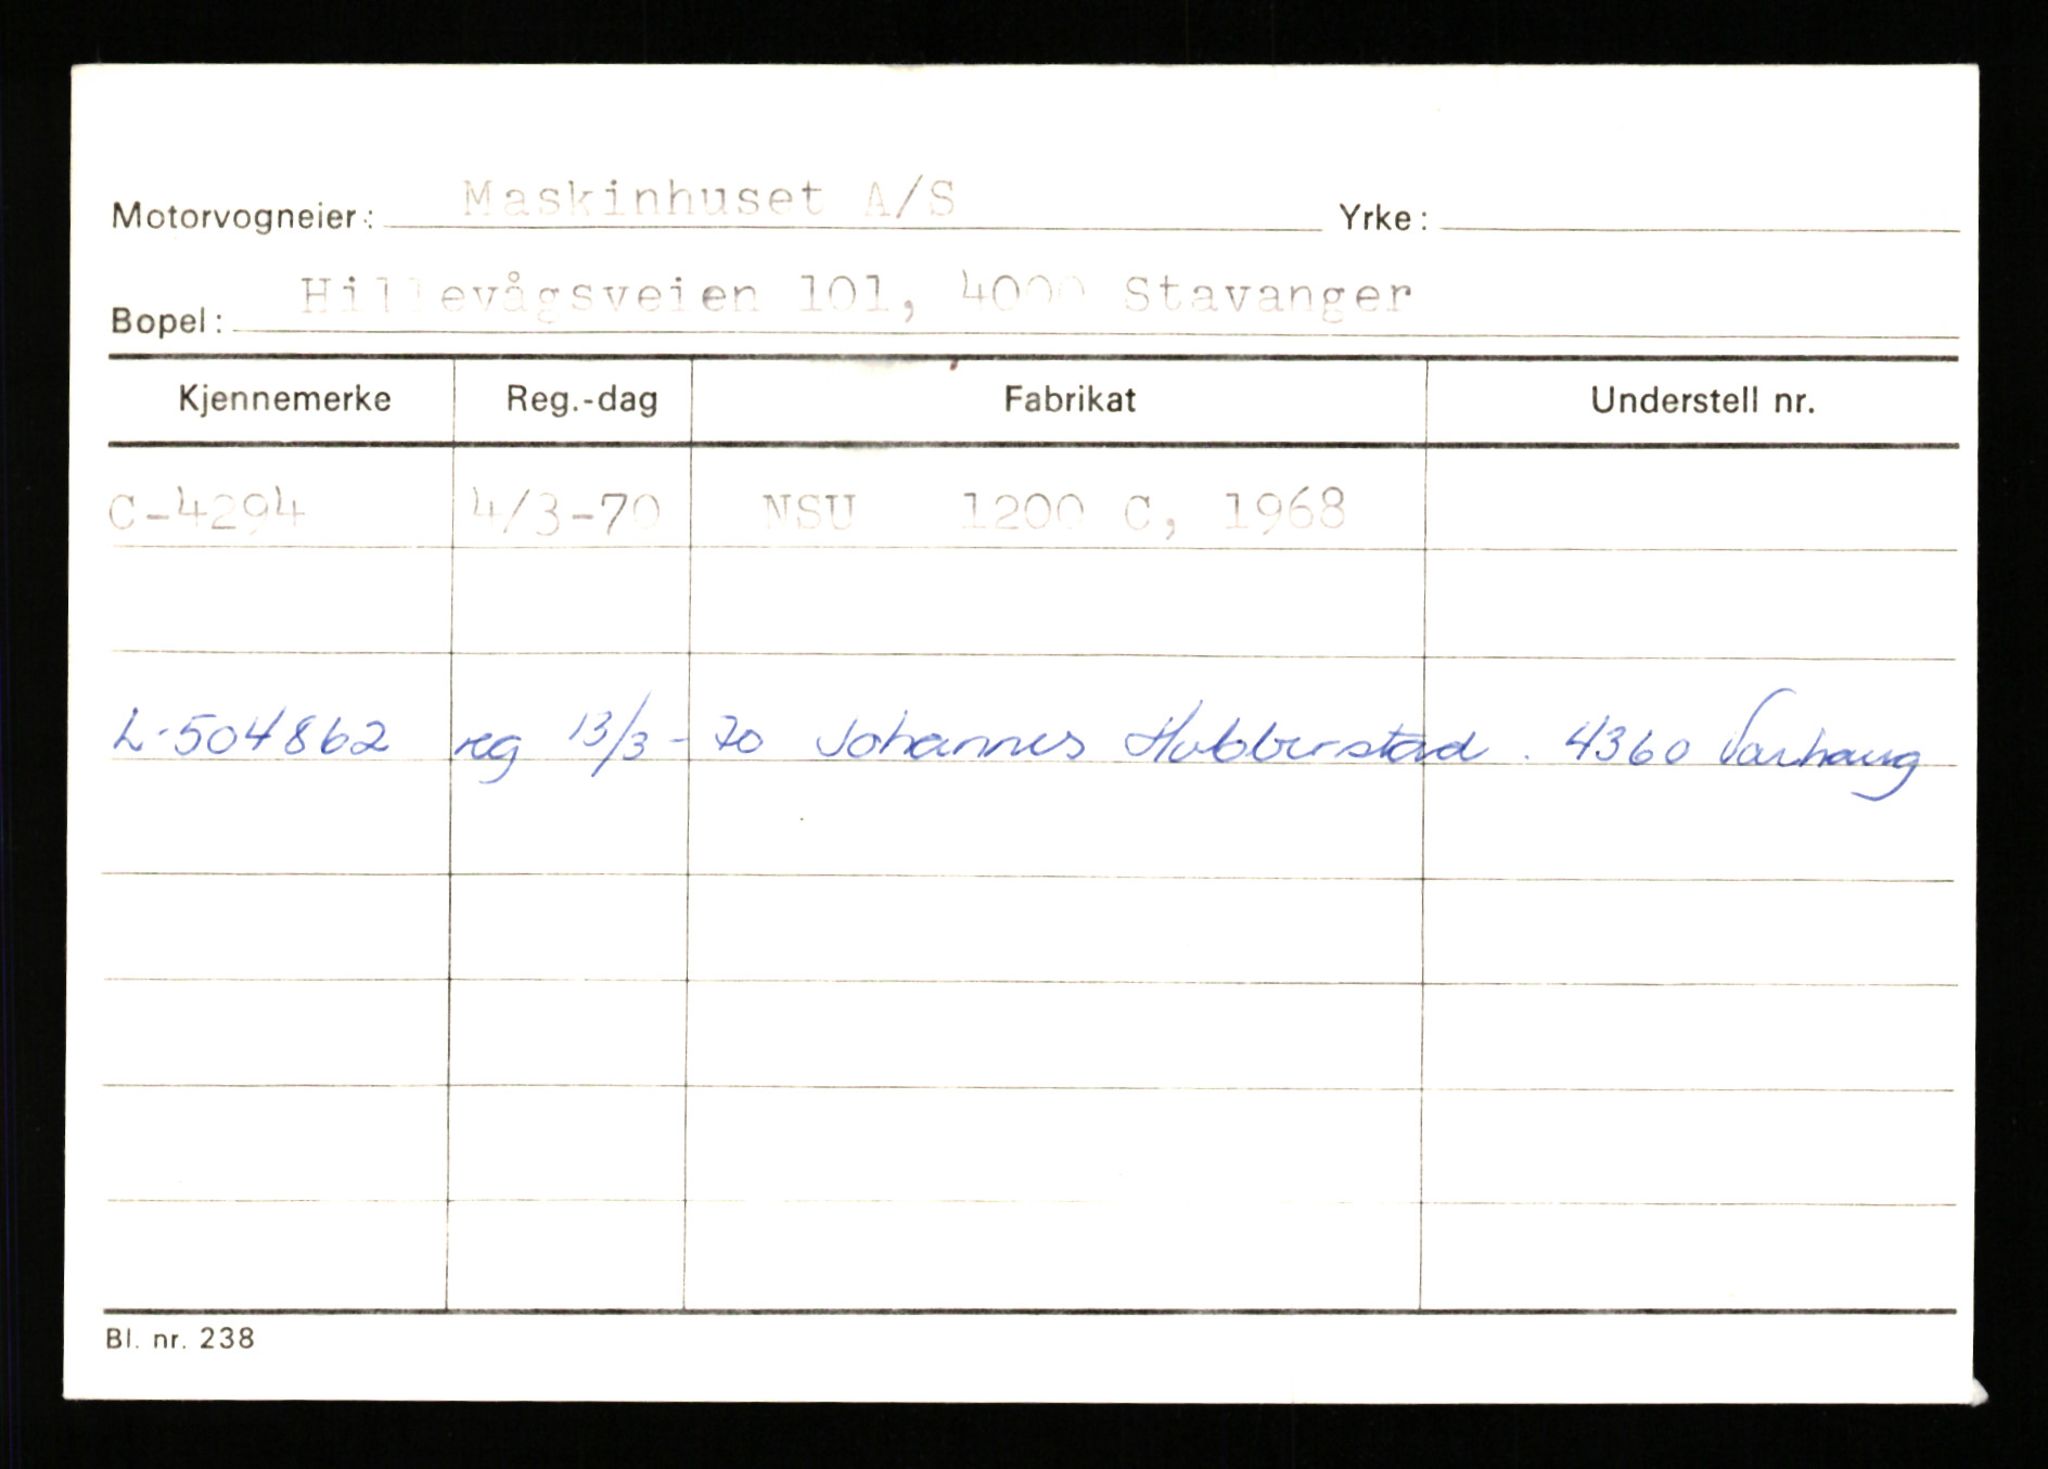 Motorvogneier: Maskinhuset A/S Yrke:
Bopel: Hillevågsveien 101, 4000 Stavanger
Kjennemerke Reg.-dag Fabrikat Understell nr.
C-4294 4/3-70 NSU 1200 C, 1968
L-504862 reg 13/3-70 Johannes Hubberstad. 4360 Varhaug
Bl. nr. 238